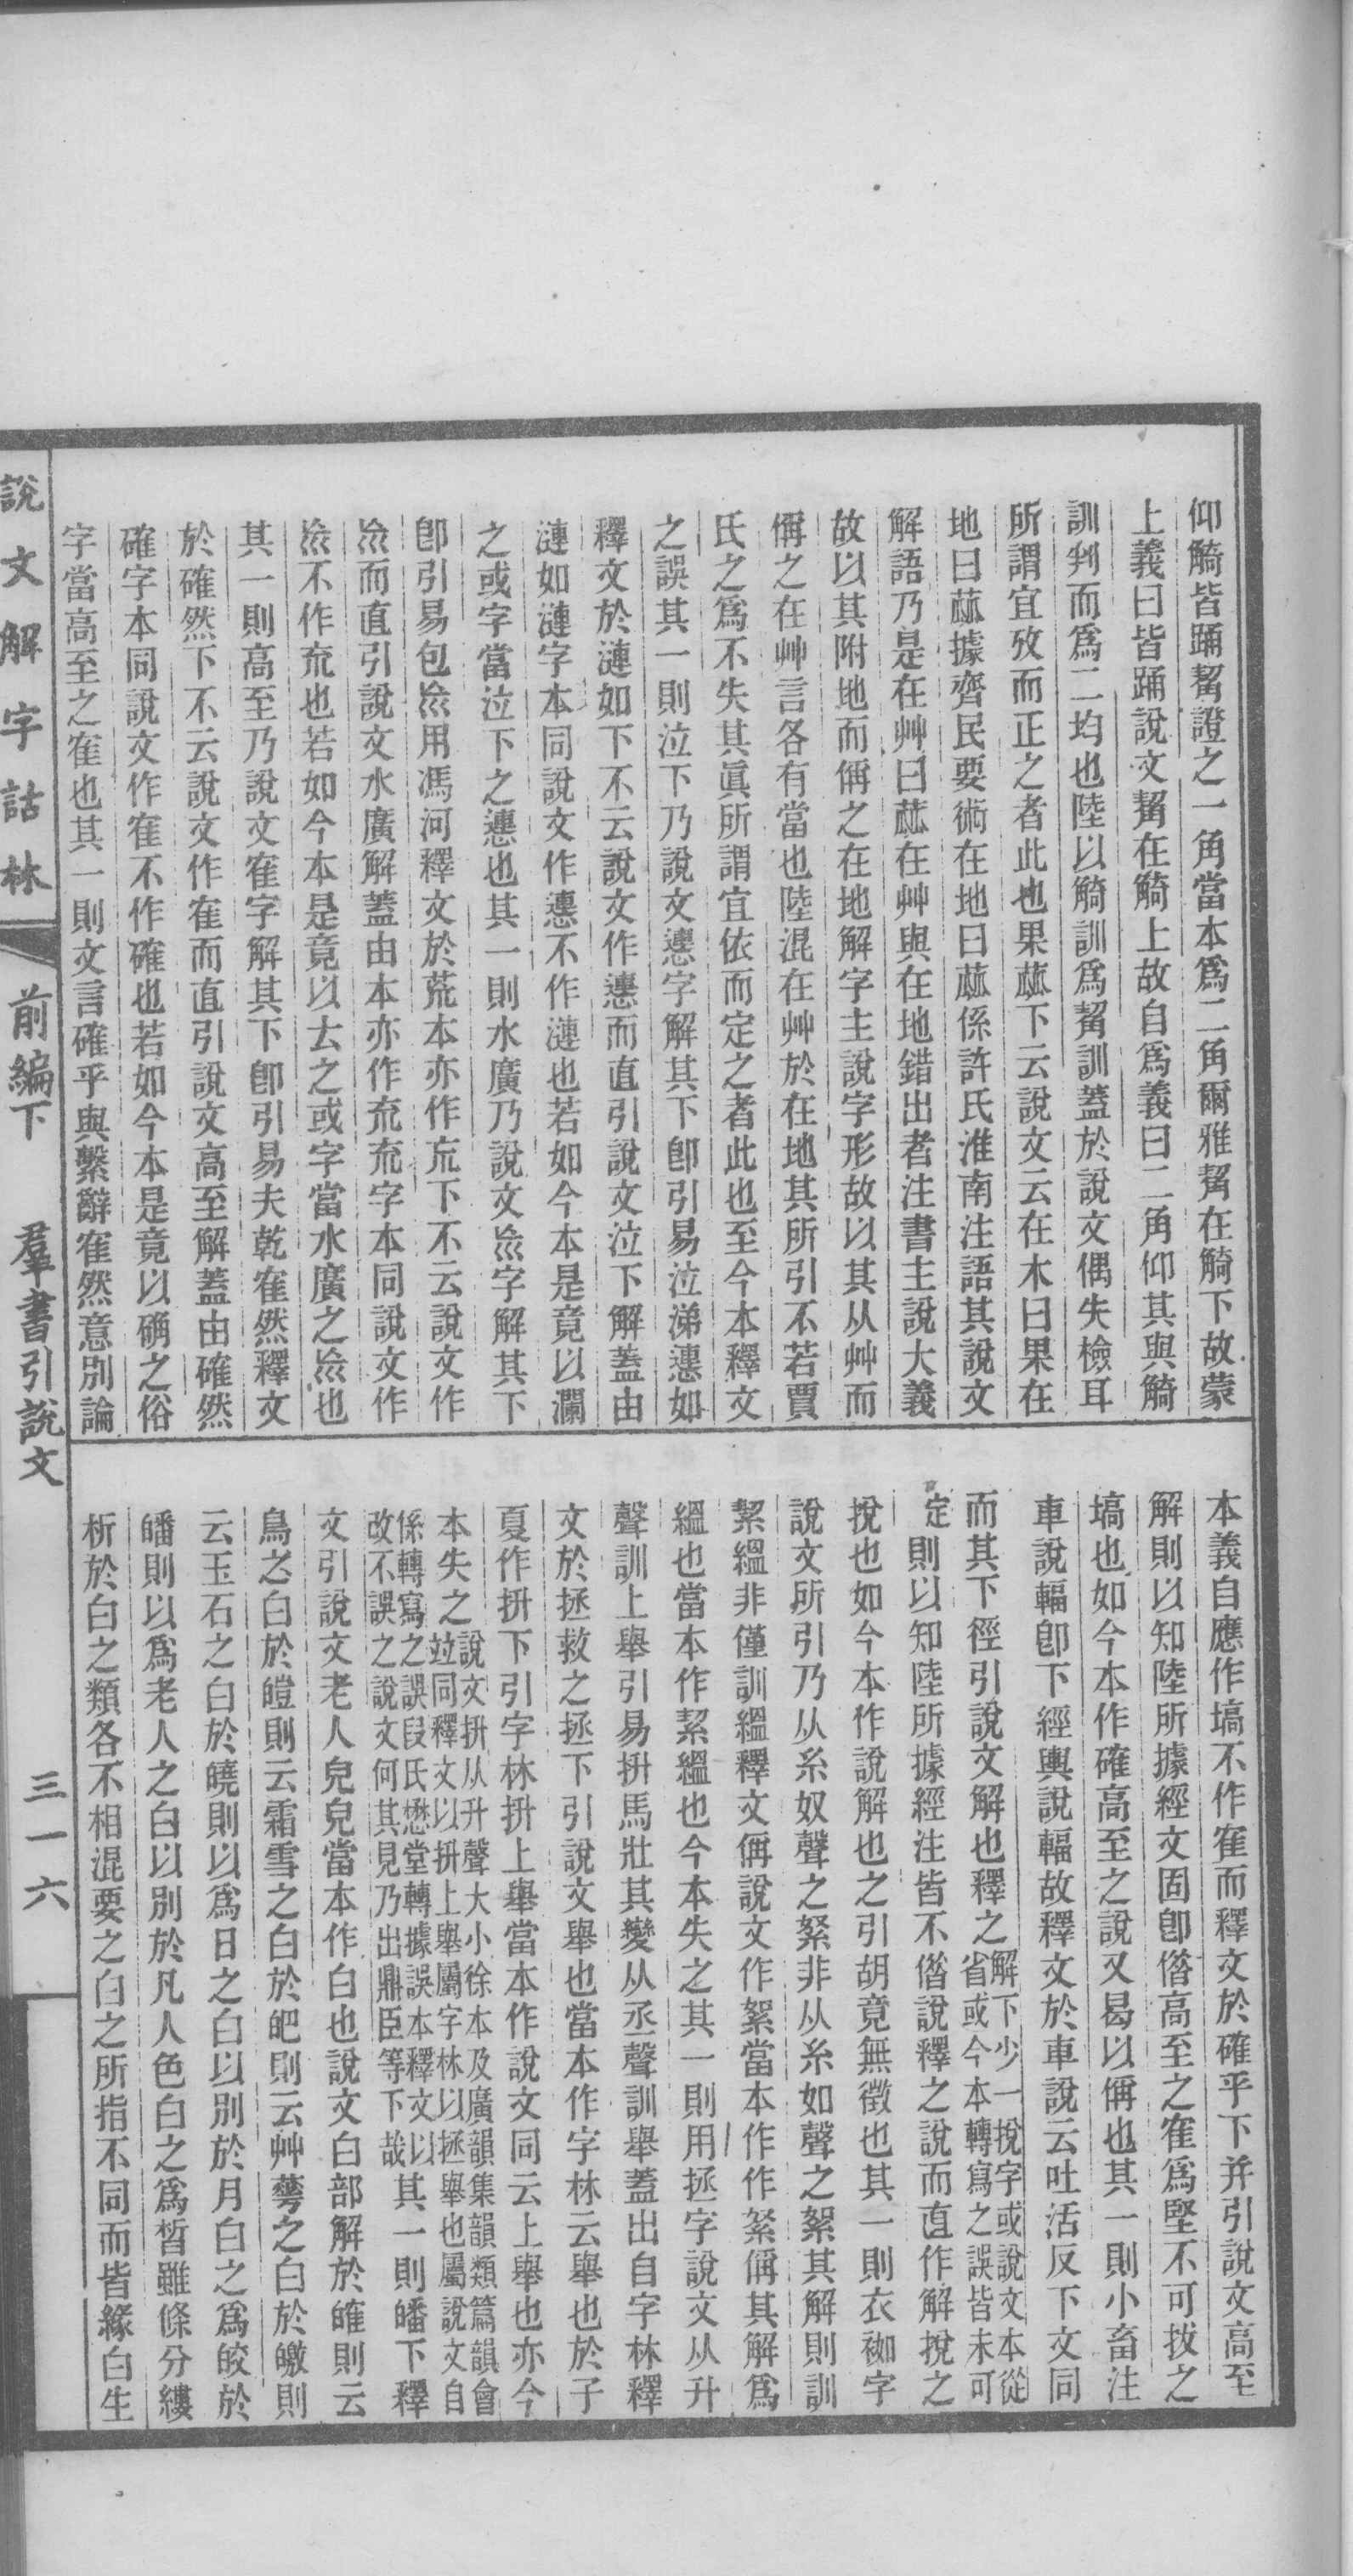 仰觭皆踊觢證之一角當本爲二角爾雅觢在觭下故蒙
上義曰皆踊說文觢在觭上故自爲義曰二角仰其與觭
訓判而爲二均也陸以觭訓爲觢訓蓋於說文偶失檢耳
所謂宜攷而正之者此也果蓏下云說文云在木曰果在
地曰蓏據齊民要術在地曰蓏係許氏淮南注語其說文
解語乃是在艸曰蓏在艸與在地錯出者注書主說大義
故以其附地而偁之在地解字主說字形故以其从艸而
偁之在艸言各有當也陸混在艸於在地其所引不若賈
氏之爲不失其眞所謂宜依而定之者此也至今本釋文
之誤其一則泣下乃說文㦁字解其下卽引易泣涕㦁如
釋文於漣如下不云說文作㦁而直引說文泣下解蓋由
漣如漣字本同說文作㦁不作漣也若如今本是竟以瀾
之或字當泣下之㦁也其一則水廣乃說文巟字解其下
卽引易包巟用馮河釋文於荒本亦作巟下不云說文作
巟而直引說文水廣解蓋由本亦作㐬㐬字本同說文作
巟不作㐬也若如今本是竟以𠫓之或字當水廣之巟也
其一則高至乃說文隺字解其下卽引易夫乾隺然釋文
於確然下不云說文作隺而直引說文高至解蓋由確然
確字本同說文作隺不作確也若如今本是竟以碻之俗
字當高至之隺也其一則文言確乎與繫辭隺然意別論
本義自應作塙不作隺而釋文於確乎下并引說文高至
解則以知陸所據經文固卽僭高至之隺爲堅不可拔之
塙也如今本作確高至之說又曷以偁也其一則小畜注
車說輻卽下經輿說輻故釋文於車說云吐活反下文同
而其下徑引說文解也釋之解下少一挩字或說文本從省或今本轉寫之誤皆未可
定則以知陸所據經注皆不僭說釋之說而直作解挩之
挩也如今本作說解也之引胡竟無徵也其一則衣袽字
說文所引乃从糸奴聲之絮非从糸如聲之絮其解則訓
絜縕非僅訓縕釋文偁說文作絮當本作作絮偁其解爲
縕也當本作絜縕也今本失之其一則用拯字說文从升
聲訓上舉引易抍馬壯其變从丞聲訓舉蓋出自字林釋
文於拯救之拯下引說文舉也當本作字林云舉也於子
夏作抍下引字林抍上舉當本作說文同云上舉也亦今
本失之說文抍从升聲大小徐本及廣韻集韻類篇韻會竝同釋文以抍上舉屬字林以拯舉也屬說文自
係轉寫之誤段氏懋堂轉據誤本釋文以改不誤之說文何其見乃出鼎臣等下哉其一則皤下釋
文引說文老人皃皃當本作白也說文白部解於皠則云
鳥之白於皚則云霜雪之白於皅則云艸蕚之白於皦則
云玉石之白於曉則以爲日之白以別於月白之爲皎於
皤則以爲老人之白以別於凡人色白之爲皙雖條分縷
析於白之類各不相混要之白之所指不同而皆緣白生
說文解字詁林
前編下
羣書引說文
三一六